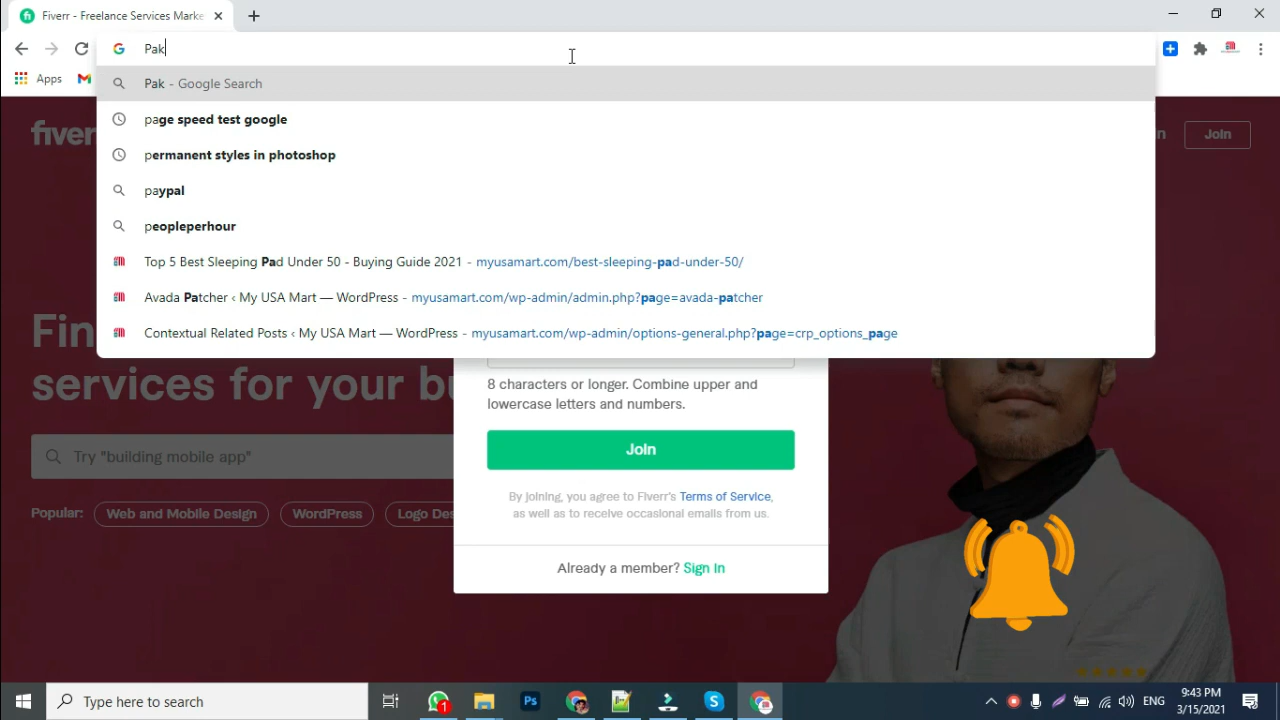 Fiverr - Freelance Services Marke
Pak
Pak - Google Search
Apps
page speed test google
permanent styles in photoshop
paypal
peopleperhour
Top 5 Best Sleeping Pad Under 50 - Buying Guide 2021 - myusamart.com/best-sleeping-pad-under-50/
Avada Patcher ‹ My USA Mart — WordPress - myusamart.com/wp-admin/admin.php?page=avada-patcher
Contextual Related Posts ‹ My USA Mart — WordPress - myusamart.com/wp-admin/options-general.php?page=crp_options_page
fiver
n
Join
Fin
services for your bu
8 characters or longer. Combine upper and
lowercase letters and numbers.
Try "building mobile app"
Join
By joining, you agree to Fiverr's Terms of Service,
as well as to receive occasional emails from us.
Popular: Web and Mobile Design WordPress Logo Des
Already a member? Sign In
Type here to search
1
Ps
ENG
9:43 PM
3/15/2021